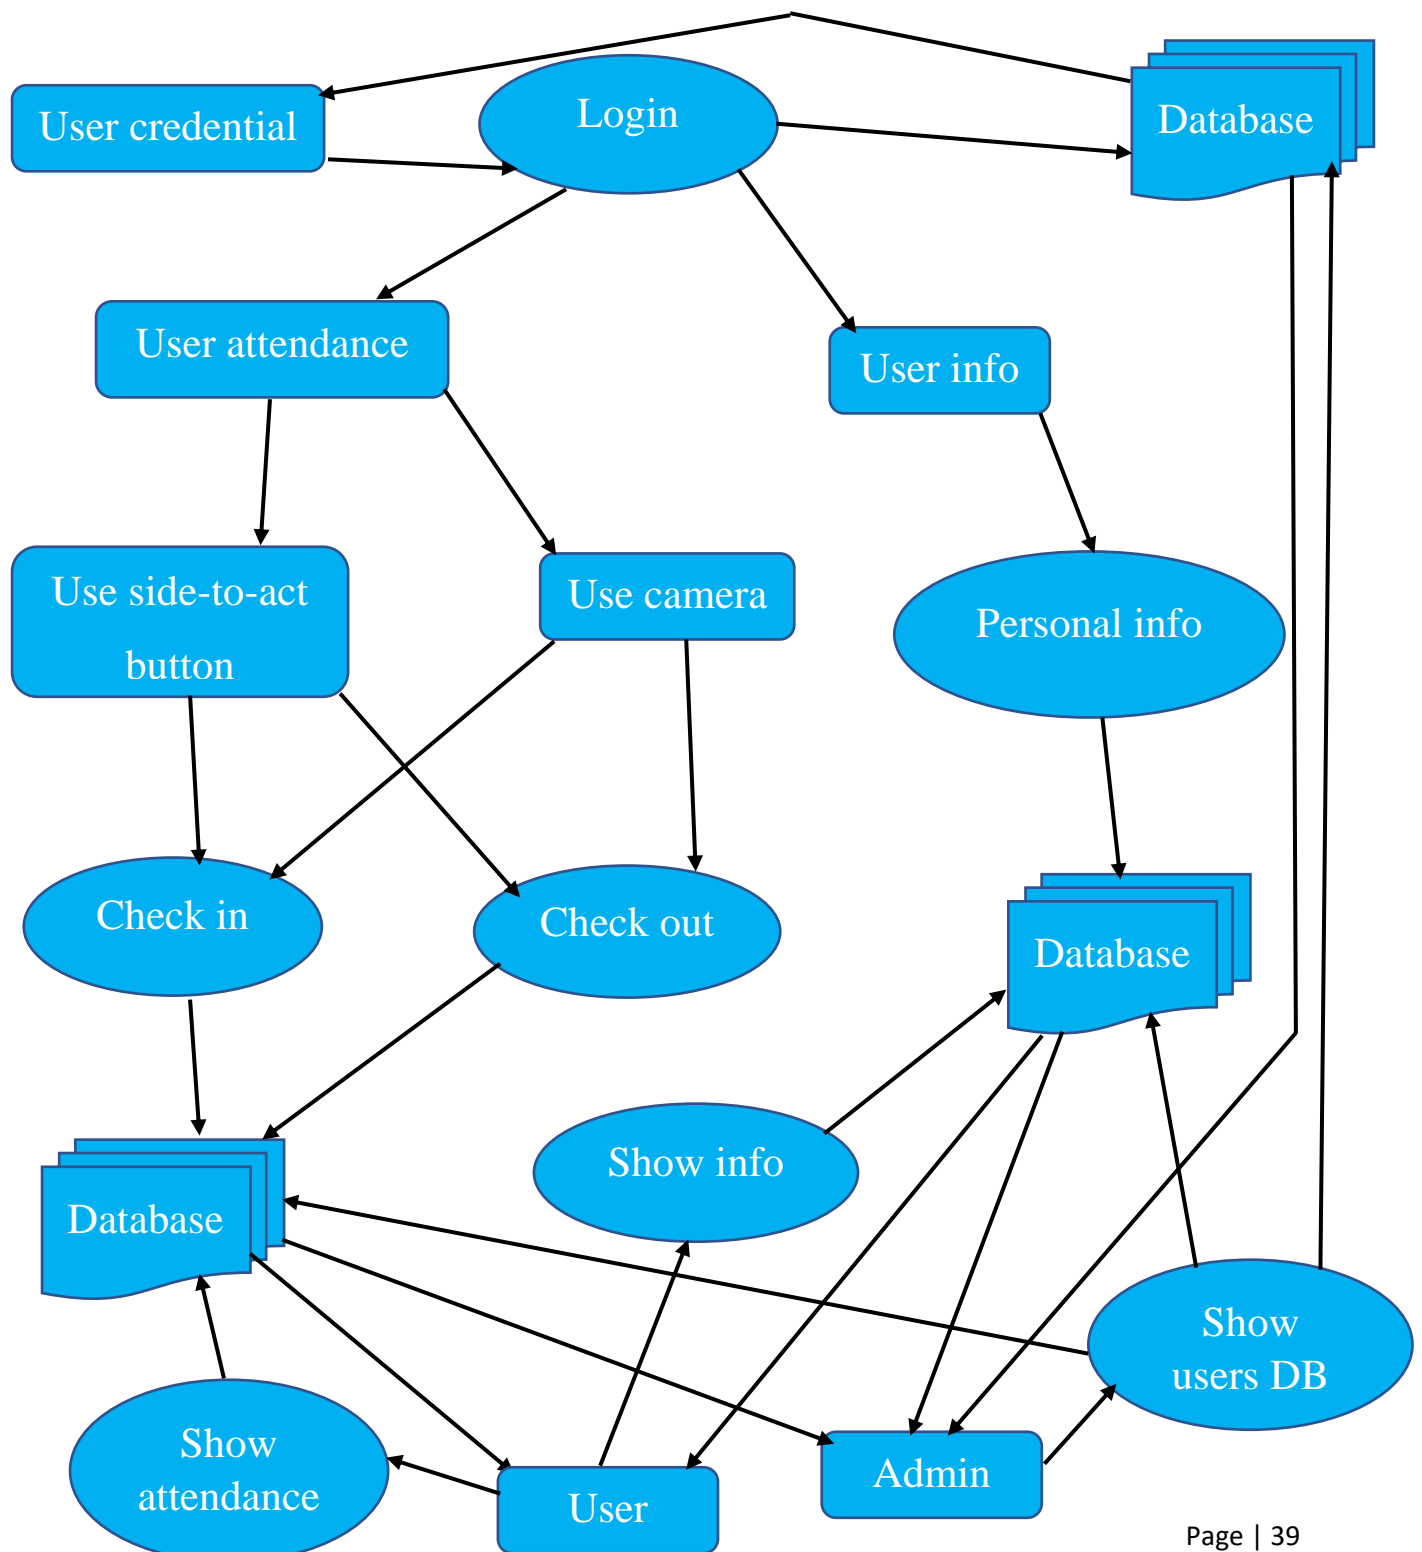 User credential
Login
Database
User attendance
User info
Use side-to-act
button
Use camera
Personal info
Check in
Check out
Database
Database
Show info
Show
users DB
Show
attendance
User
Admin
Page | 39